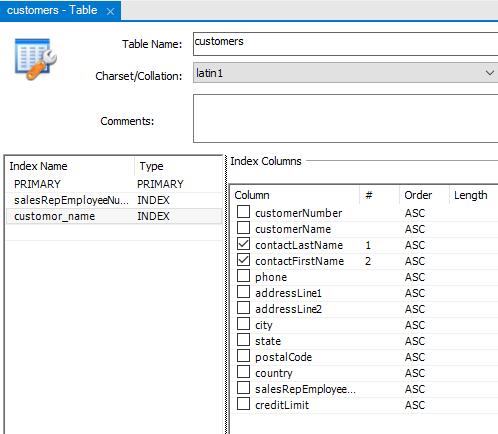 customers - Table ×
Table Name: customers
Charset/Collation: latin1
Comments:
Index Name Type
PRIMARY PRIMARY
salesRepEmployeeNu... INDEX
customor_name INDEX
Index Columns
Column # Order Length
customerNumber ASC
customerName ASC
contactLastName 1 ASC
contactFirstName 2 ASC
phone ASC
addressLine1 ASC
addressLine2 ASC
city ASC
state ASC
postalCode ASC
country ASC
salesRepEmployee... ASC
creditLimit ASC